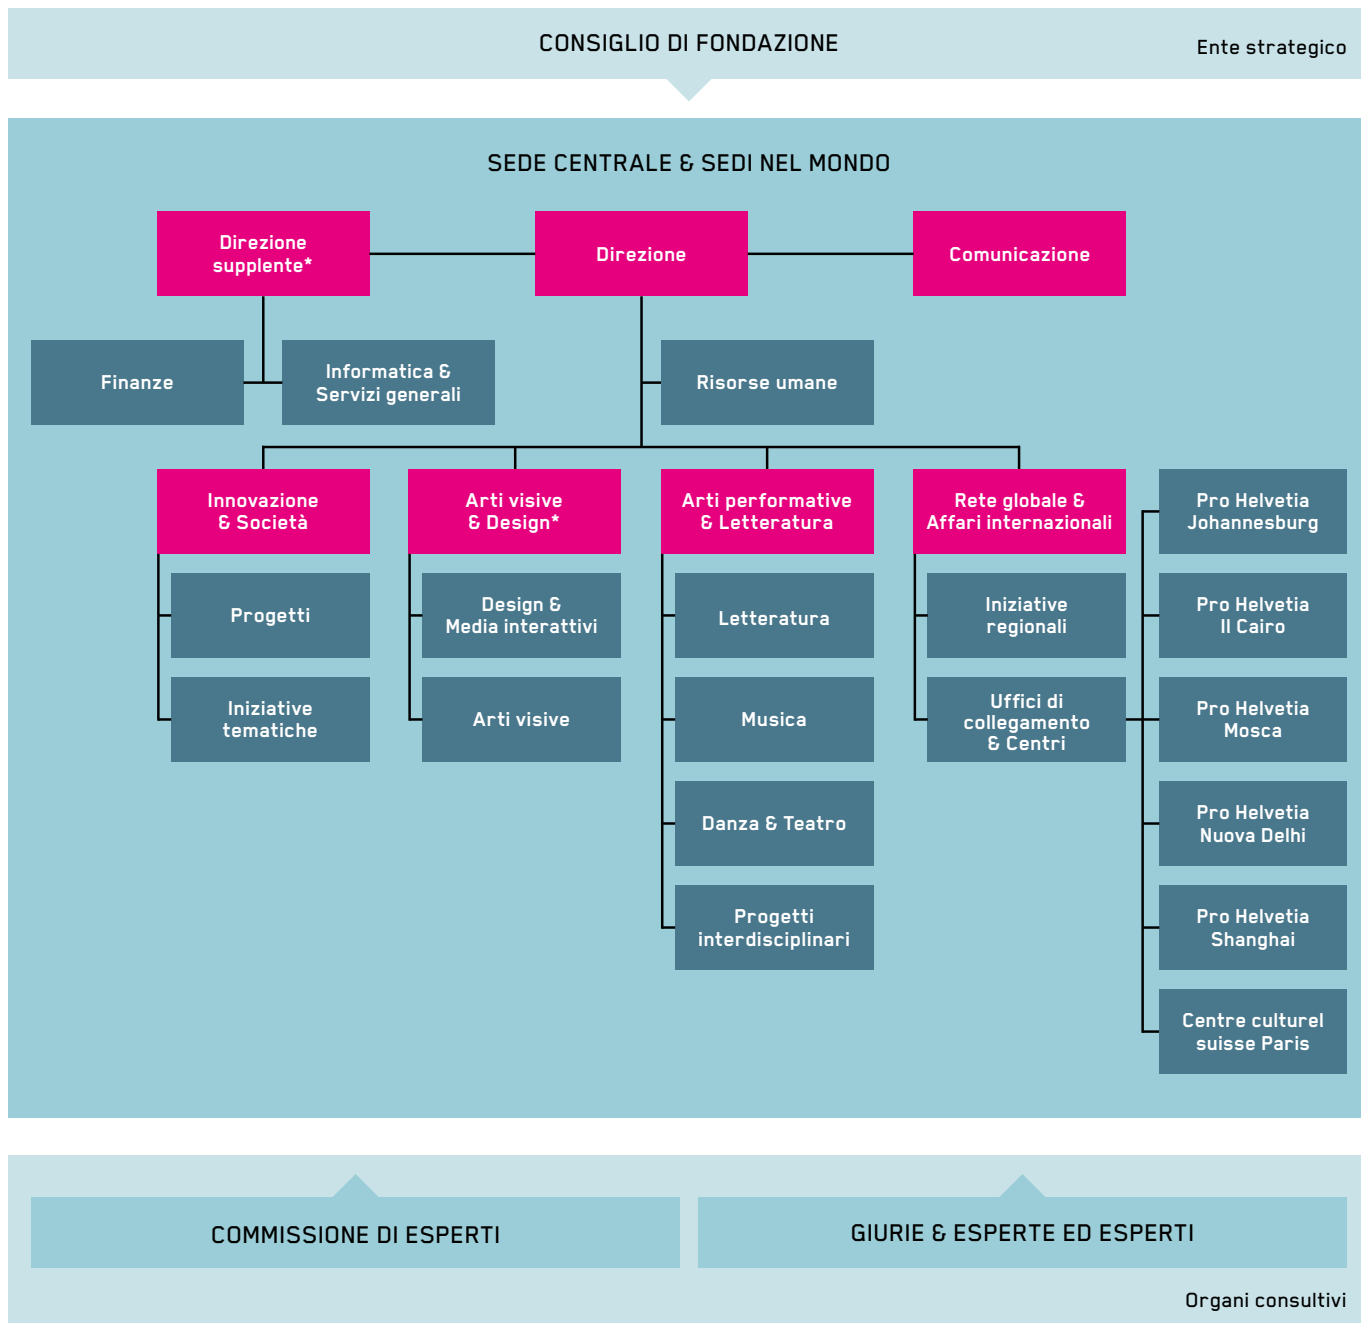 CONSIGLIO DI FONDAZIONE
Ente strategico
SEDE CENTRALE & SEDI NEL MONDO
Direzione
supplente*
Direzione
Comunicazione
Finanze
Informatica &
Servizi generali
Risorse umane
Innovazione
& Società
Arti visive
& Design*
Arti performative
& Letteratura
Rete globale &
Affari internazionali
Pro Helvetia
Johannesburg
Progetti
Design &
Media interattivi
Letteratura
Iniziative
regionali
Pro Helvetia
Il Cairo
Iniziative
tematiche
Arti visive
Musica
Uffici di
collegamento
& Centri
Pro Helvetia
Mosca
Danza & Teatro
Pro Helvetia
Nuova Delhi
Progetti
interdisciplinari
Pro Helvetia
Shanghai
Centre culturel
suisse Paris
COMMISSIONE DI ESPERTI
GIURIE & ESPERTE ED ESPERTI
Organi consultivi